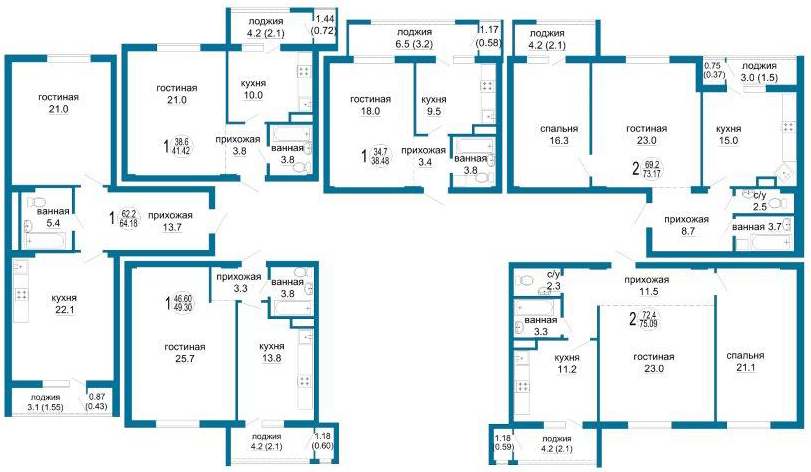 лоджия
4.2 (2.1)
1.44
(0.72)
гостиная
21.0
гостиная
21.0
кухня
10.0
1 38.6
41.42
прихожая
3.8
ванная
3.8
лоджия
6.5 (3.2)
1.17
(0.58)
гостиная
18.0
кухня
9.5
1 34.7
38.48
прихожая
3.4
ванная
3.8
лоджия
4.2 (2.1)
0.75
(0.37)
лоджия
3.0 (1.5)
спальня
16.3
гостиная
23.0
кухня
15.0
2 69.2
73.17
с/у
2.5
прихожая
8.7
ванная 3.7
ванная
5.4
1 62.2
64.18
прихожая
13.7
кухня
22.1
лоджия
3.1 (1.55)
0.87
(0.43)
1 46.60
49.30
прихожая
3.3
ванная
3.8
гостиная
25.7
кухня
13.8
лоджия
4.2 (2.1)
1.18
(0.60)
с/у
2.3
прихожая
11.5
ванная
3.3
2 72.4
75.09
кухня
11.2
гостиная
23.0
спальня
21.1
1.18
(0.59)
лоджия
4.2 (2.1)